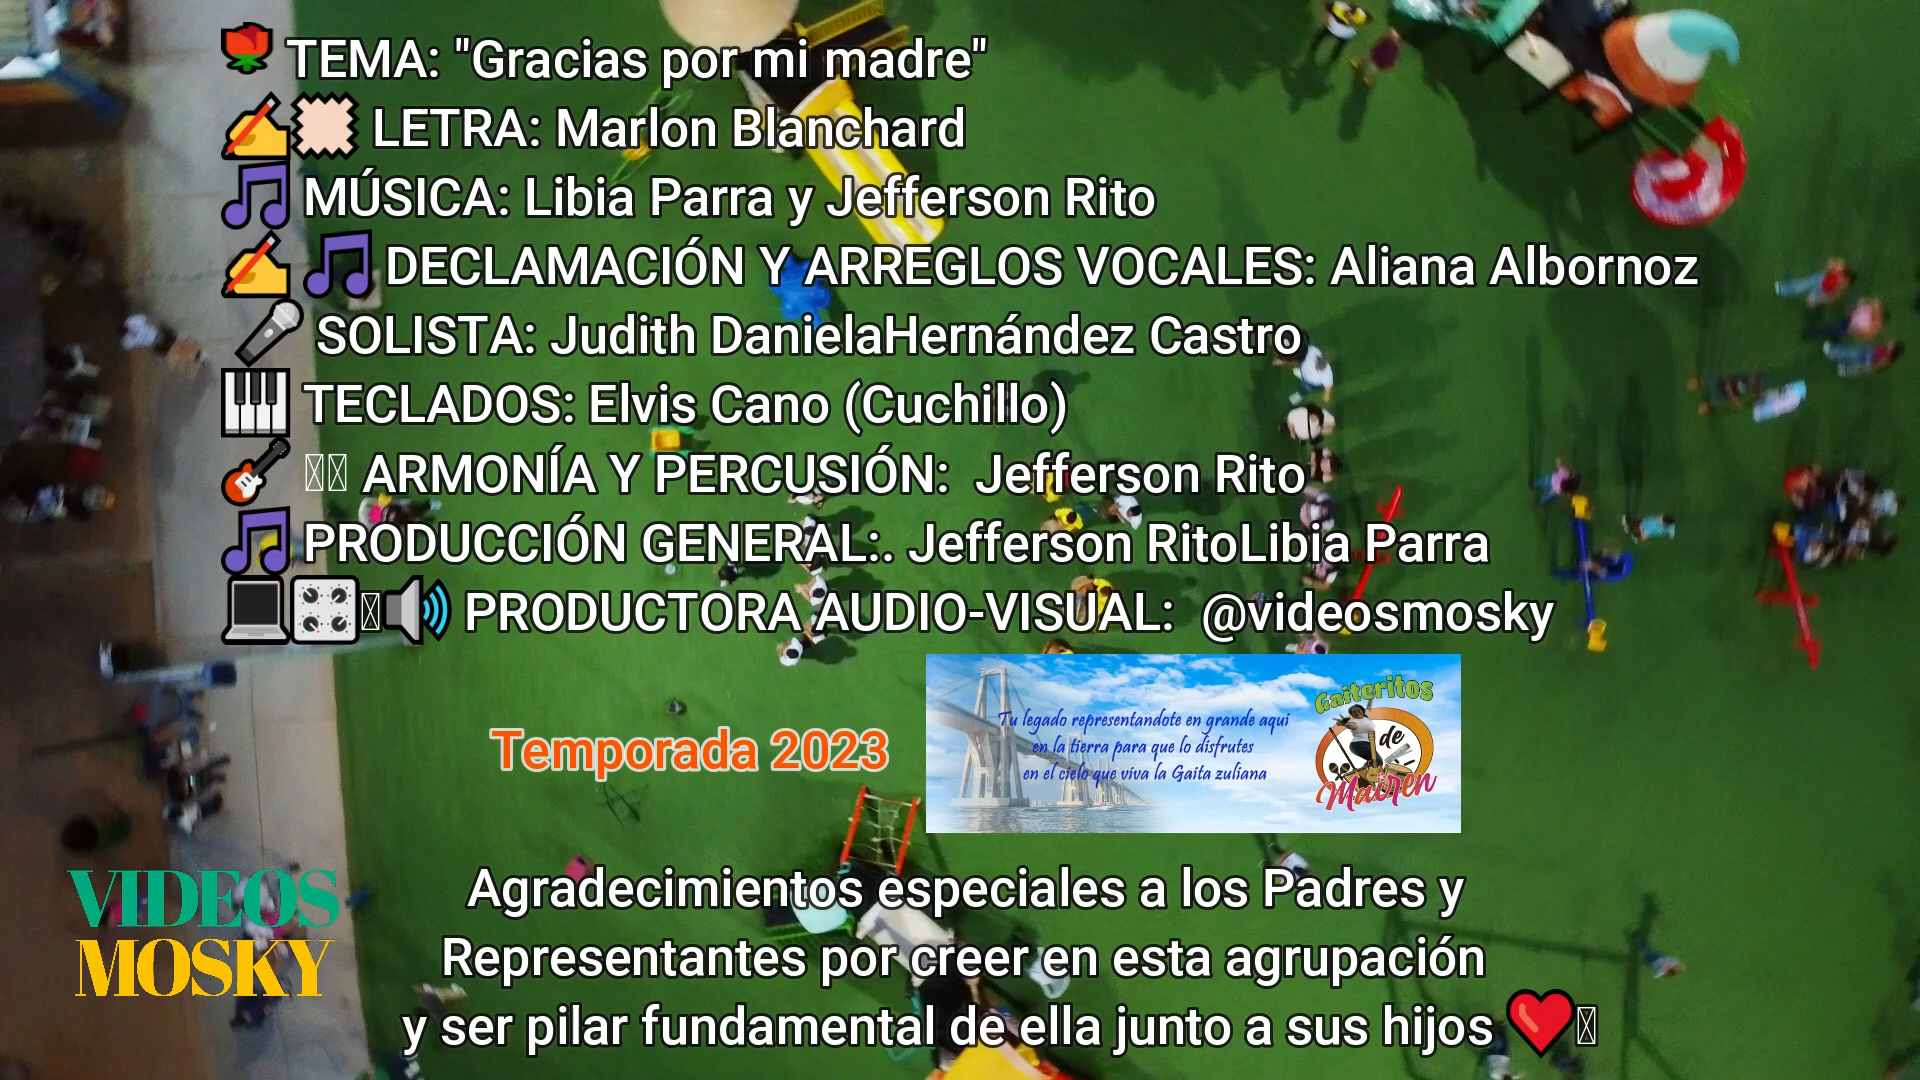 TEMA: "Gracias por mi madre"
LETRA: Marlon Blanchard
MÚSICA: Libia Parra y Jefferson Rito
DECLAMACIÓN Y ARREGLOS VOCALES: Aliana Albornoz
SOLISTA: Judith DanielaHernández Castro
TECLADOS: Elvis Cano (Cuchillo)
ARMONÍA Y PERCUSIÓN:  Jefferson Rito
PRODUCCIÓN GENERAL:. Jefferson RitoLibia Parra
PRODUCTORA AUDIO-VISUAL:  @videosmosky
Temporada 2023
Tu legado representandote en grande aqui
en la tierra para que lo disfrutes
en el cielo que viva la Gaita zuliana
Gaiteritos
de
Mairen
VIDEOS
MOSKY
Agradecimientos especiales a los Padres y
Representantes por creer en esta agrupación
y ser pilar fundamental de ella junto a sus hijos